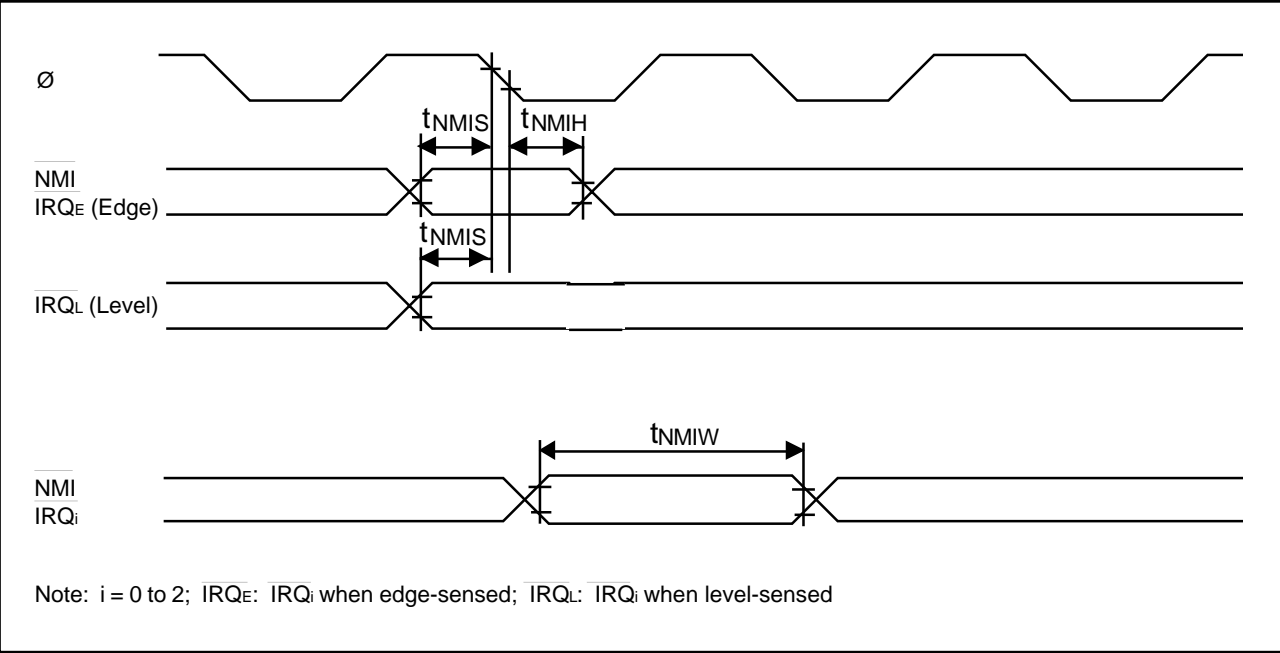 Ø
tNMIS tNMIH
NMI
IRQE (Edge)
tNMIS
IRQL (Level)
tNMIW
NMI
IRQi
Note: i = 0 to 2; IRQE: IRQi when edge-sensed; IRQL: IRQi when level-sensed